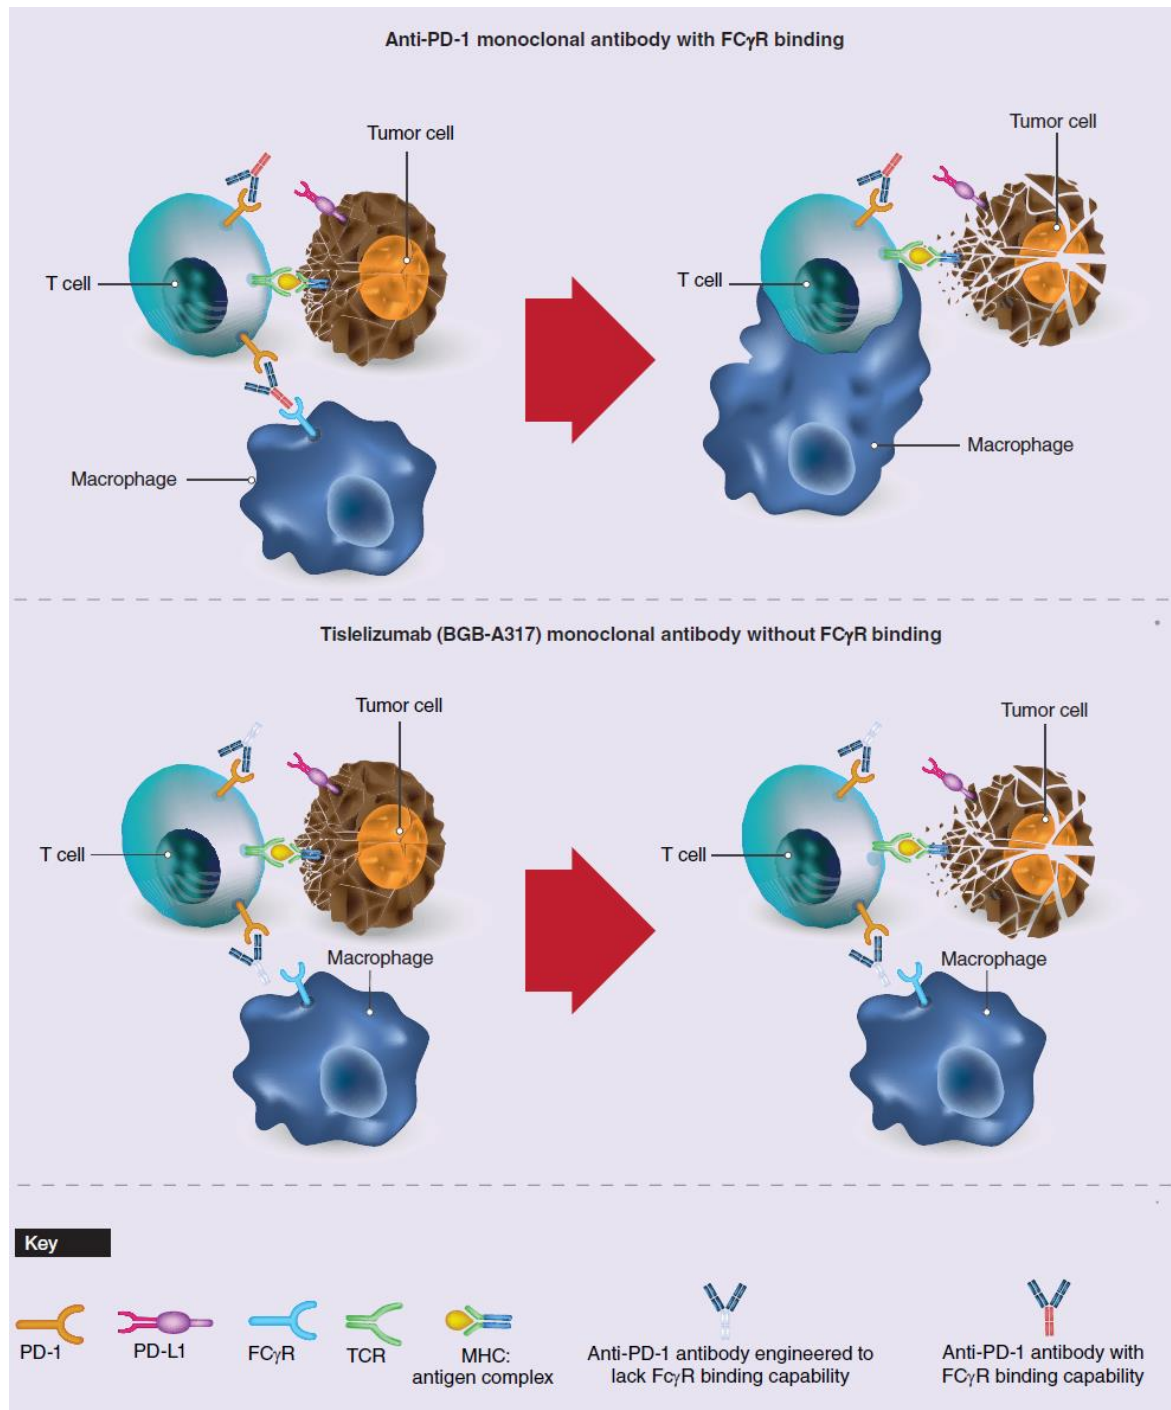 Anti-PD-1 monoclonal antibody with FCγR binding
Tumor cell
T cell
Macrophage
Tumor cell
T cell
Macrophage
Tislelizumab (BGB-A317) monoclonal antibody without FCγR binding
Tumor cell
T cell
Macrophage
Tumor cell
T cell
Macrophage
Key
PD-1
PD-L1
FCγR
TCR
MHC:
antigen complex
Anti-PD-1 antibody engineered to
lack FcγR binding capability
Anti-PD-1 antibody with
FCγR binding capability